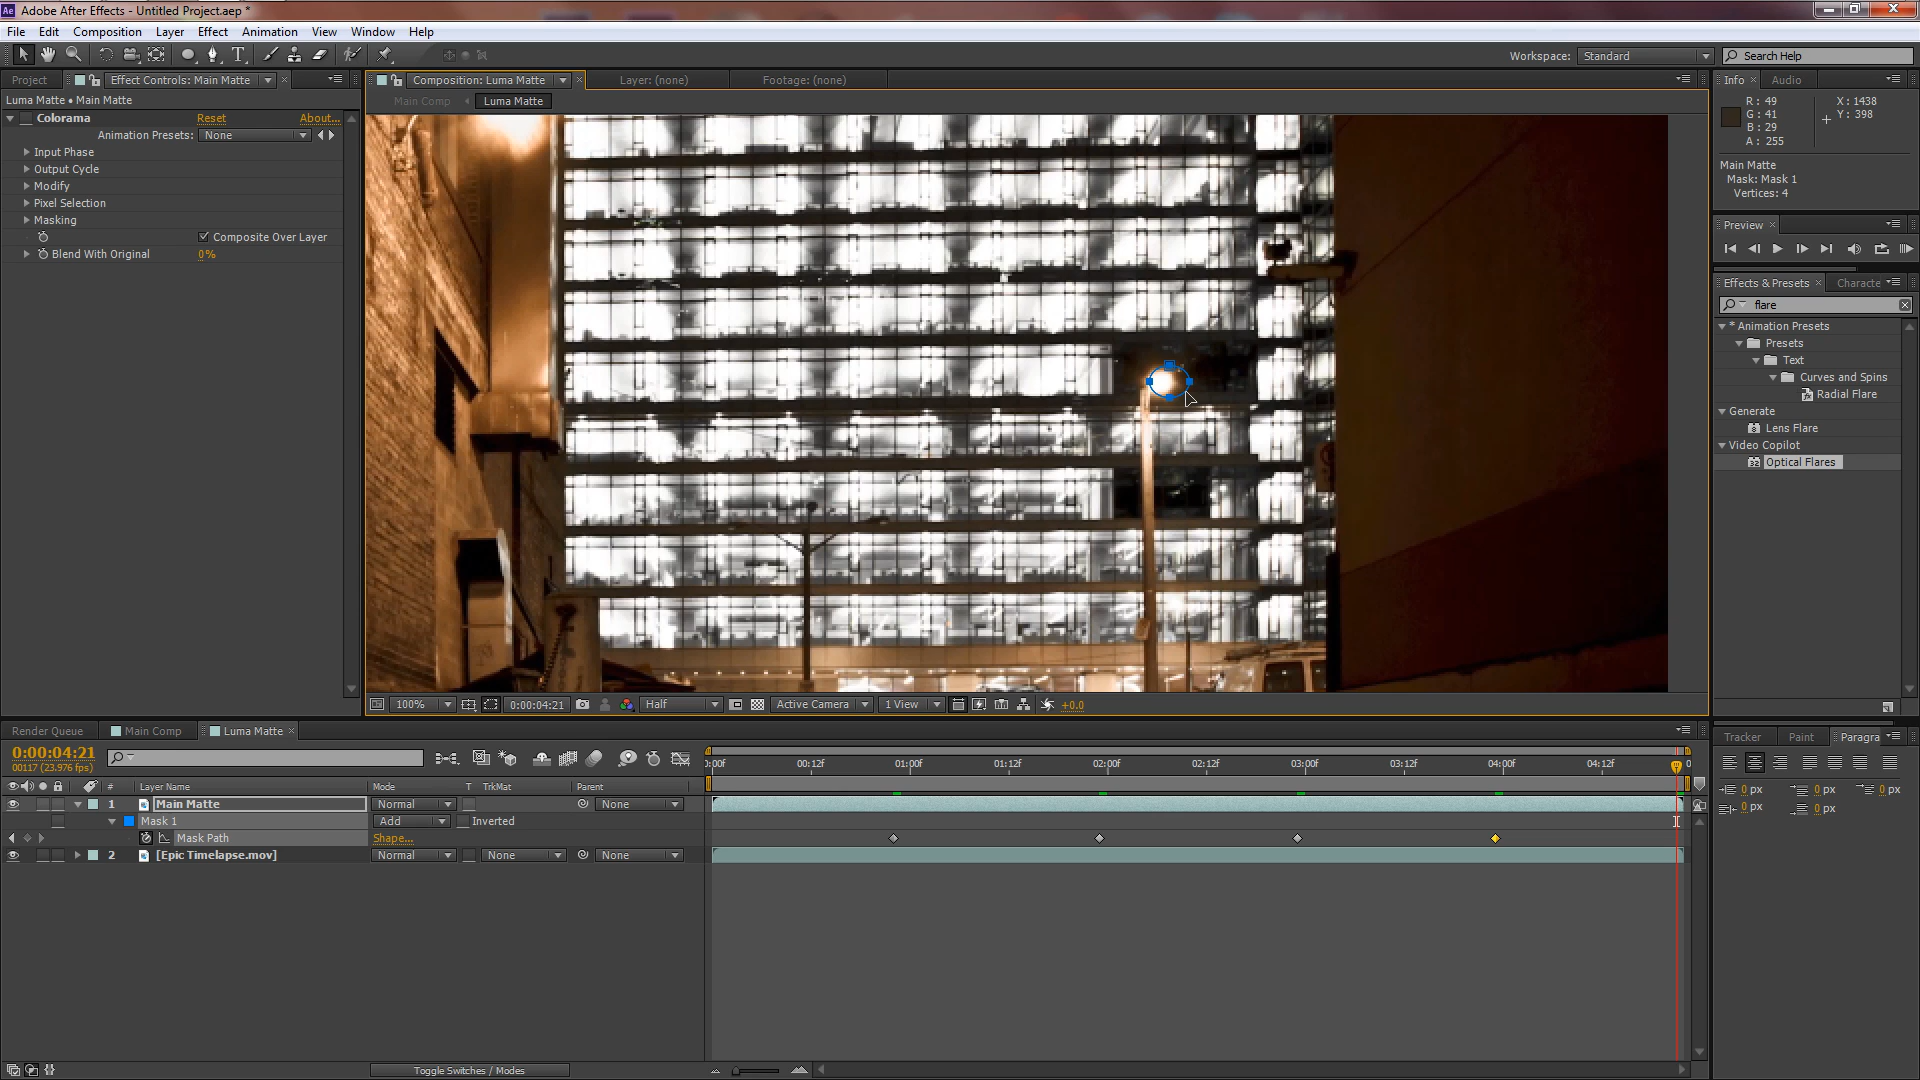 Ae Adobe After Effects - Untitled Project.aep *
File Edit Composition Layer Effect Animation View Window Help
Workspace: Standard Search Help
Project Effect Controls: Main Matte
Luma Matte • Main Matte
Colorama Reset About...
Animation Presets: None
Input Phase
Output Cycle
Modify
Pixel Selection
Masking
Composite Over Layer
Blend With Original 0%
Composition: Luma Matte Layer: (none) Footage: (none)
Main Comp Luma Matte
100% 0:00:04:21 Half Active Camera 1 View +0.0
Info Audio
R: 49 X: 1438
G: 41 Y: 398
B: 29
A: 255
Main Matte
Mask: Mask 1
Vertices: 4
Preview
Effects & Presets Characte
flare
* Animation Presets
Presets
Text
Curves and Spins
Radial Flare
Generate
Lens Flare
Video Copilot
Optical Flares
Render Queue Main Comp Luma Matte
0:00:04:21
00117 (23.976 fps)
# Layer Name Mode T TrkMat Parent
1 Main Matte Normal None
Mask 1 Add Inverted
Mask Path Shape...
2 [Epic Timelapse.mov] Normal None None
Toggle Switches / Modes
):00f 00:12f 01:00f 01:12f 02:00f 02:12f 03:00f 03:12f 04:00f 04:12f 0
Tracker Paint Paragra
0 px 0 px 0 px
0 px 0 px